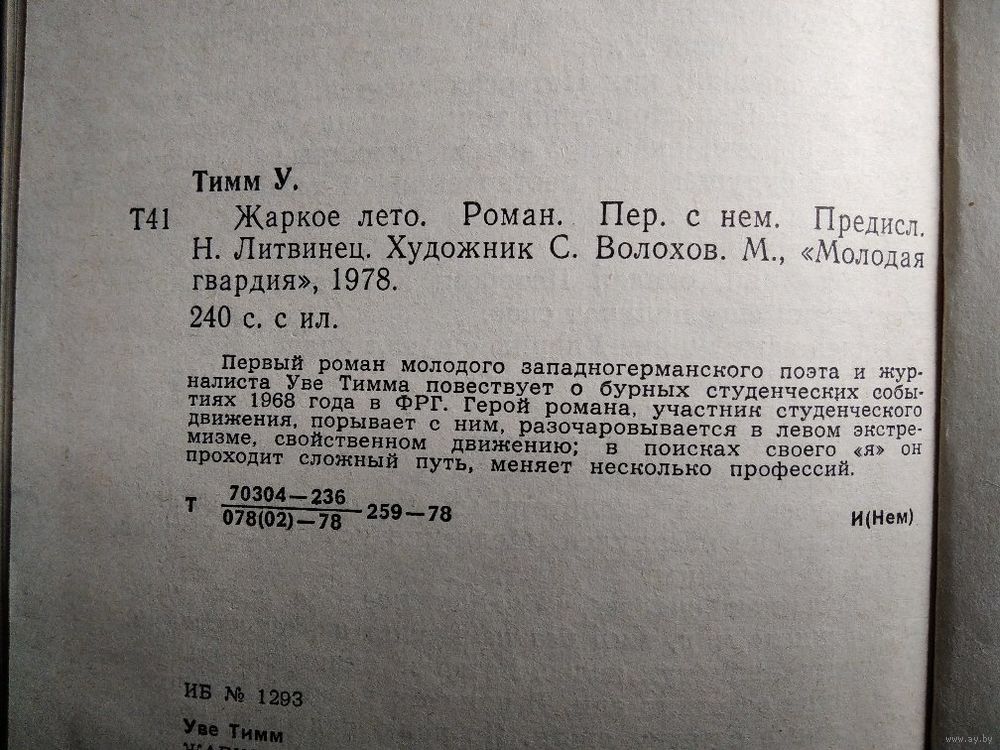 Тимм У.
Т41 Жаркое лето. Роман. Пер. с нем. Предисл.
Н. Литвинец. Художник С. Волохов. М., «Молодая
гвардия», 1978.
240 с. с ил.
Первый роман молодого западногерманского поэта и жур-
налиста Уве Тимма повествует о бурных студенческих собы-
тиях 1968 года в ФРГ. Герой романа, участник студенческого
движения, порывает с ним, разочаровывается в левом экстре-
мизме, свойственном движению; в поисках своего «я» он
проходит сложный путь, меняет несколько профессий.
Т 70304—236
078(02)—78 259—78
И(Нем)
ИБ № 1293
Уве Тимм
www.ay.by